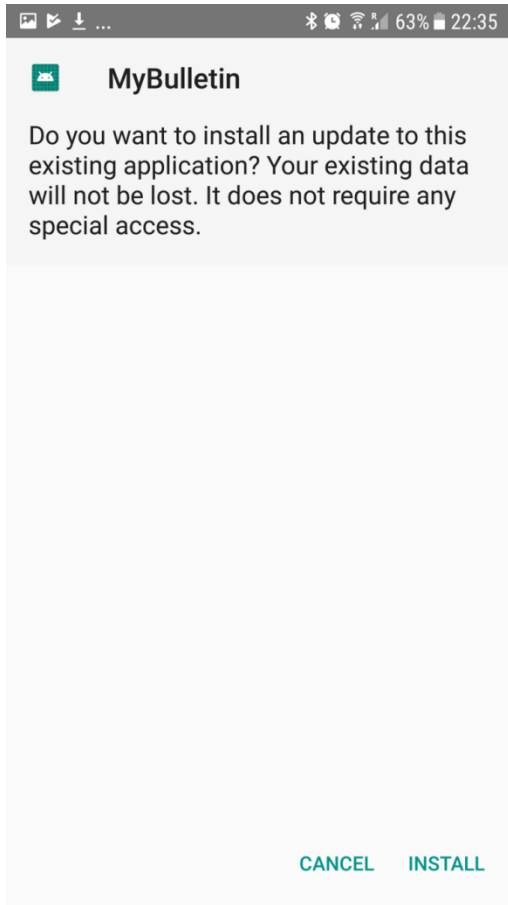 ... 63% 22:35
MyBulletin
Do you want to install an update to this
existing application? Your existing data
will not be lost. It does not require any
special access.
CANCEL INSTALL